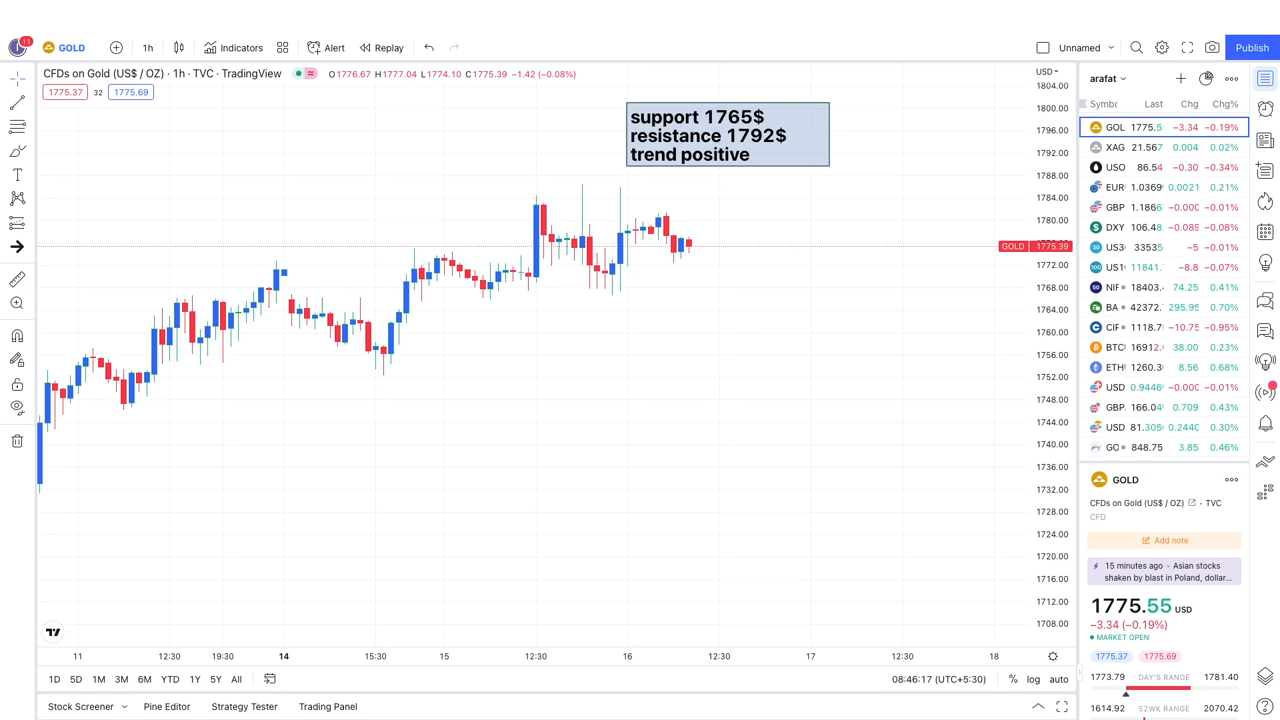 11
GOLD
1h
Indicators
Alert
Replay
Unnamed
Publish
CFDs on Gold (US$ / OZ) · 1h · TVC · TradingView
O1776.67 H1777.04 L1774.10 C1775.39 −1.42 (−0.08%)
USD
1775.37 32 1775.69
support 1765$
resistance 1792$
trend positive
1804.00
1800.00
1796.00
1792.00
1788.00
1784.00
1780.00
GOLD 1775.39
1772.00
1768.00
1764.00
1760.00
1756.00
1752.00
1748.00
1744.00
1740.00
1736.00
1732.00
1728.00
1724.00
1720.00
1716.00
1712.00
1708.00
11 12:30 19:30 14 15:30 15 12:30 16 12:30 17 12:30 18
1D 5D 1M 3M 6M YTD 1Y 5Y All
08:46:17 (UTC+5:30) % log auto
Stock Screener Pine Editor Strategy Tester Trading Panel
arafat
Symbc Last Chg Chg%
GOL 1775.5 −3.34 −0.19%
XAG 21.567 0.004 0.02%
USO 86.54 −0.30 −0.34%
EUR 1.0369 0.0021 0.21%
GBP 1.1866 −0.000 −0.01%
DXY 106.48 −0.089 −0.08%
US3 33535 −5 −0.01%
US1 11841. −8.8 −0.07%
NIF 18403. 74.25 0.41%
BA 42372. 295.95 0.70%
CIF 1118.7 −10.75 −0.95%
BTC 16912. 38.00 0.23%
ETH 1260.3 8.56 0.68%
USD 0.9446 −0.000 −0.01%
GBP 166.04 0.709 0.43%
USD 81.305 0.2440 0.30%
GO 848.75 3.85 0.46%
GOLD
CFDs on Gold (US$ / OZ) · TVC
CFD
Add note
15 minutes ago · Asian stocks
shaken by blast in Poland, dollar...
1775.55 USD
−3.34 (−0.19%)
MARKET OPEN
1775.37 1775.69
1773.79 DAY'S RANGE 1781.40
1614.92 52WK RANGE 2070.42